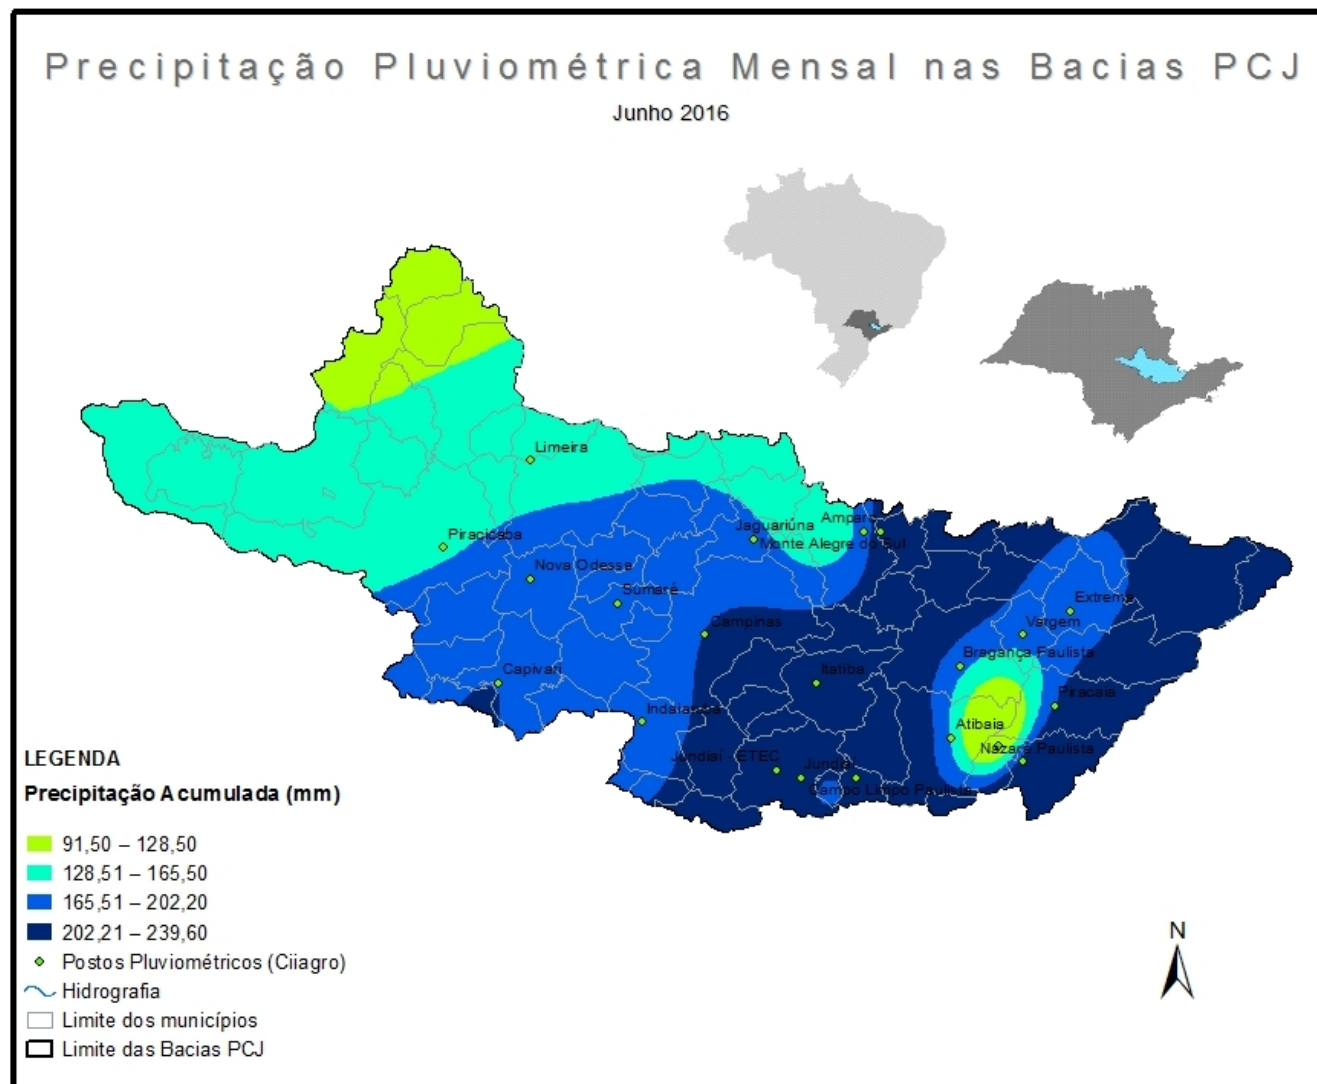 Precipitação Pluviométrica Mensal nas Bacias PCJ
Junho 2016
Limeira
Piracicaba
Jaguariúna
Amparo
Monte Alegre do Sul
Nova Odessa
Sumaré
Extrema
Campinas
Vargem
Bragança Paulista
Capivari
Itatiba
Piracaia
Indaiatuba
Atibaia
Nazaré Paulista
Jundiaí - ETEC
Jundiaí
Campo Limpo Paulista
LEGENDA
Precipitação Acumulada (mm)
91,50 – 128,50
128,51 – 165,50
165,51 – 202,20
202,21 – 239,60
Postos Pluviométricos (Ciiagro)
Hidrografia
Limite dos municípios
Limite das Bacias PCJ
N